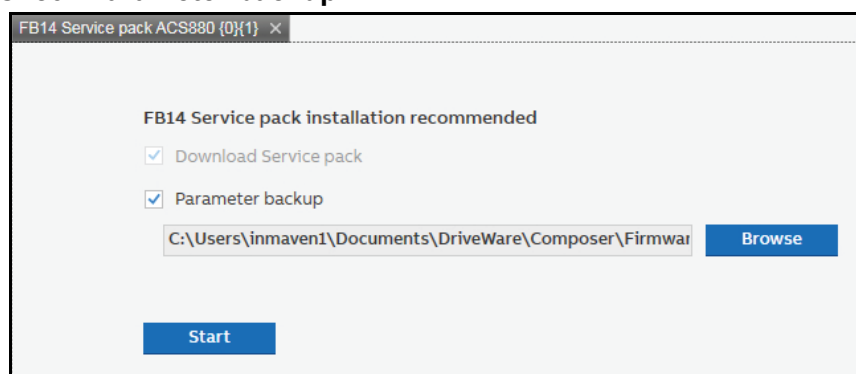 FB14 Service pack ACS880 {0}{1} ×
FB14 Service pack installation recommended
Download Service pack
Parameter backup
C:\Users\inmaven1\Documents\DriveWare\Composer\Firmwar
Browse
Start